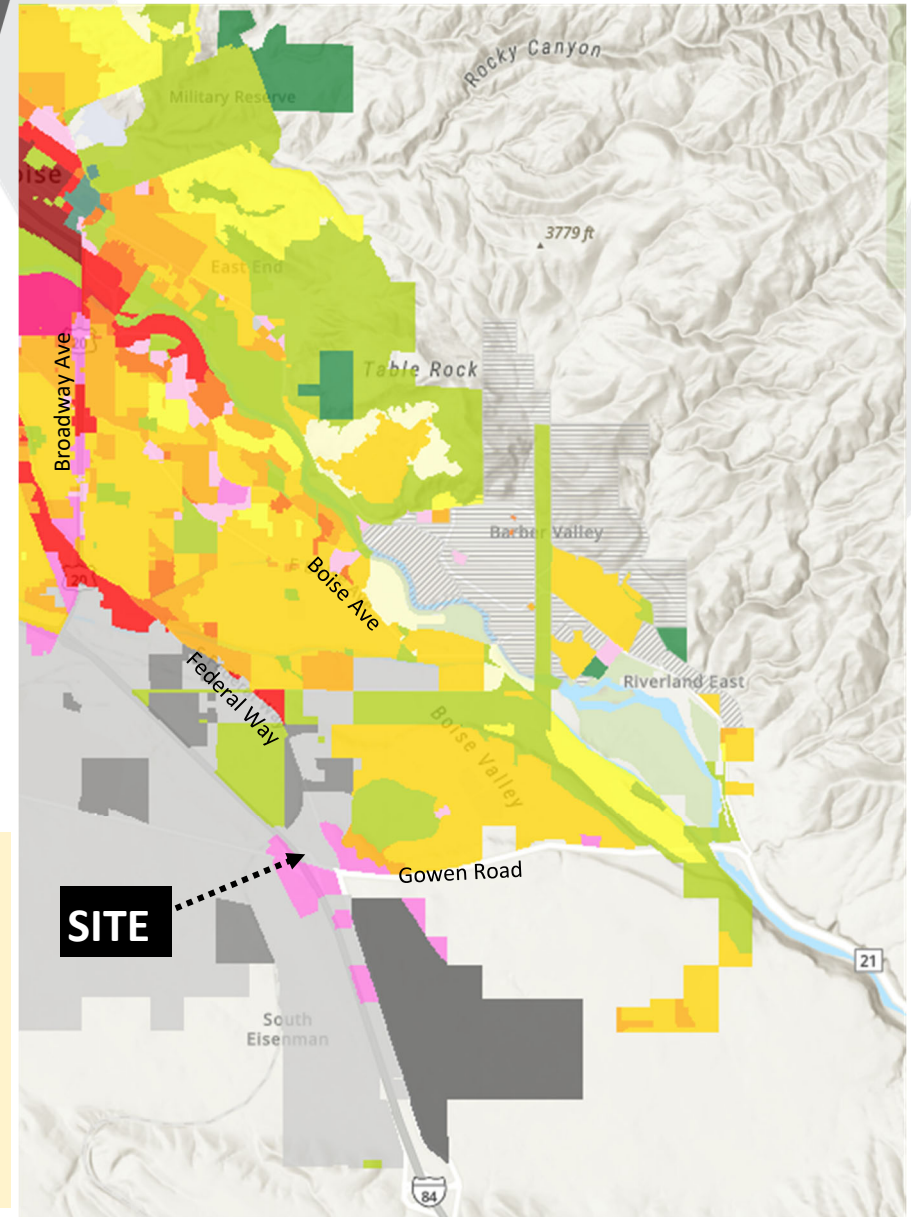 Rocky Canyon
Military Reserve
oise
3779 ft
East End
20
Table Rock
Broadway Ave
Barber Valley
20
Boise Ave
Federal Way
Riverland East
Boise Valley
Gowen Road
SITE
21
South
Eisenman
84